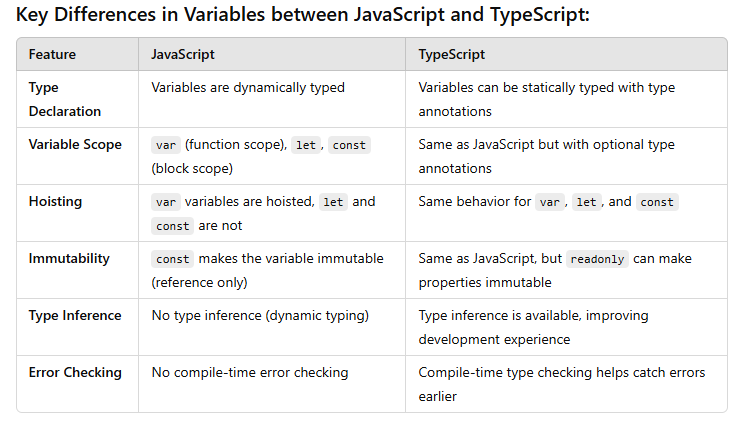 Key Differences in Variables between JavaScript and TypeScript:
Feature JavaScript TypeScript
Type Declaration Variables are dynamically typed Variables can be statically typed with type annotations
Variable Scope var (function scope), let, const (block scope) Same as JavaScript but with optional type annotations
Hoisting var variables are hoisted, let and const are not Same behavior for var, let, and const
Immutability const makes the variable immutable (reference only) Same as JavaScript, but readonly can make properties immutable
Type Inference No type inference (dynamic typing) Type inference is available, improving development experience
Error Checking No compile-time error checking Compile-time type checking helps catch errors earlier